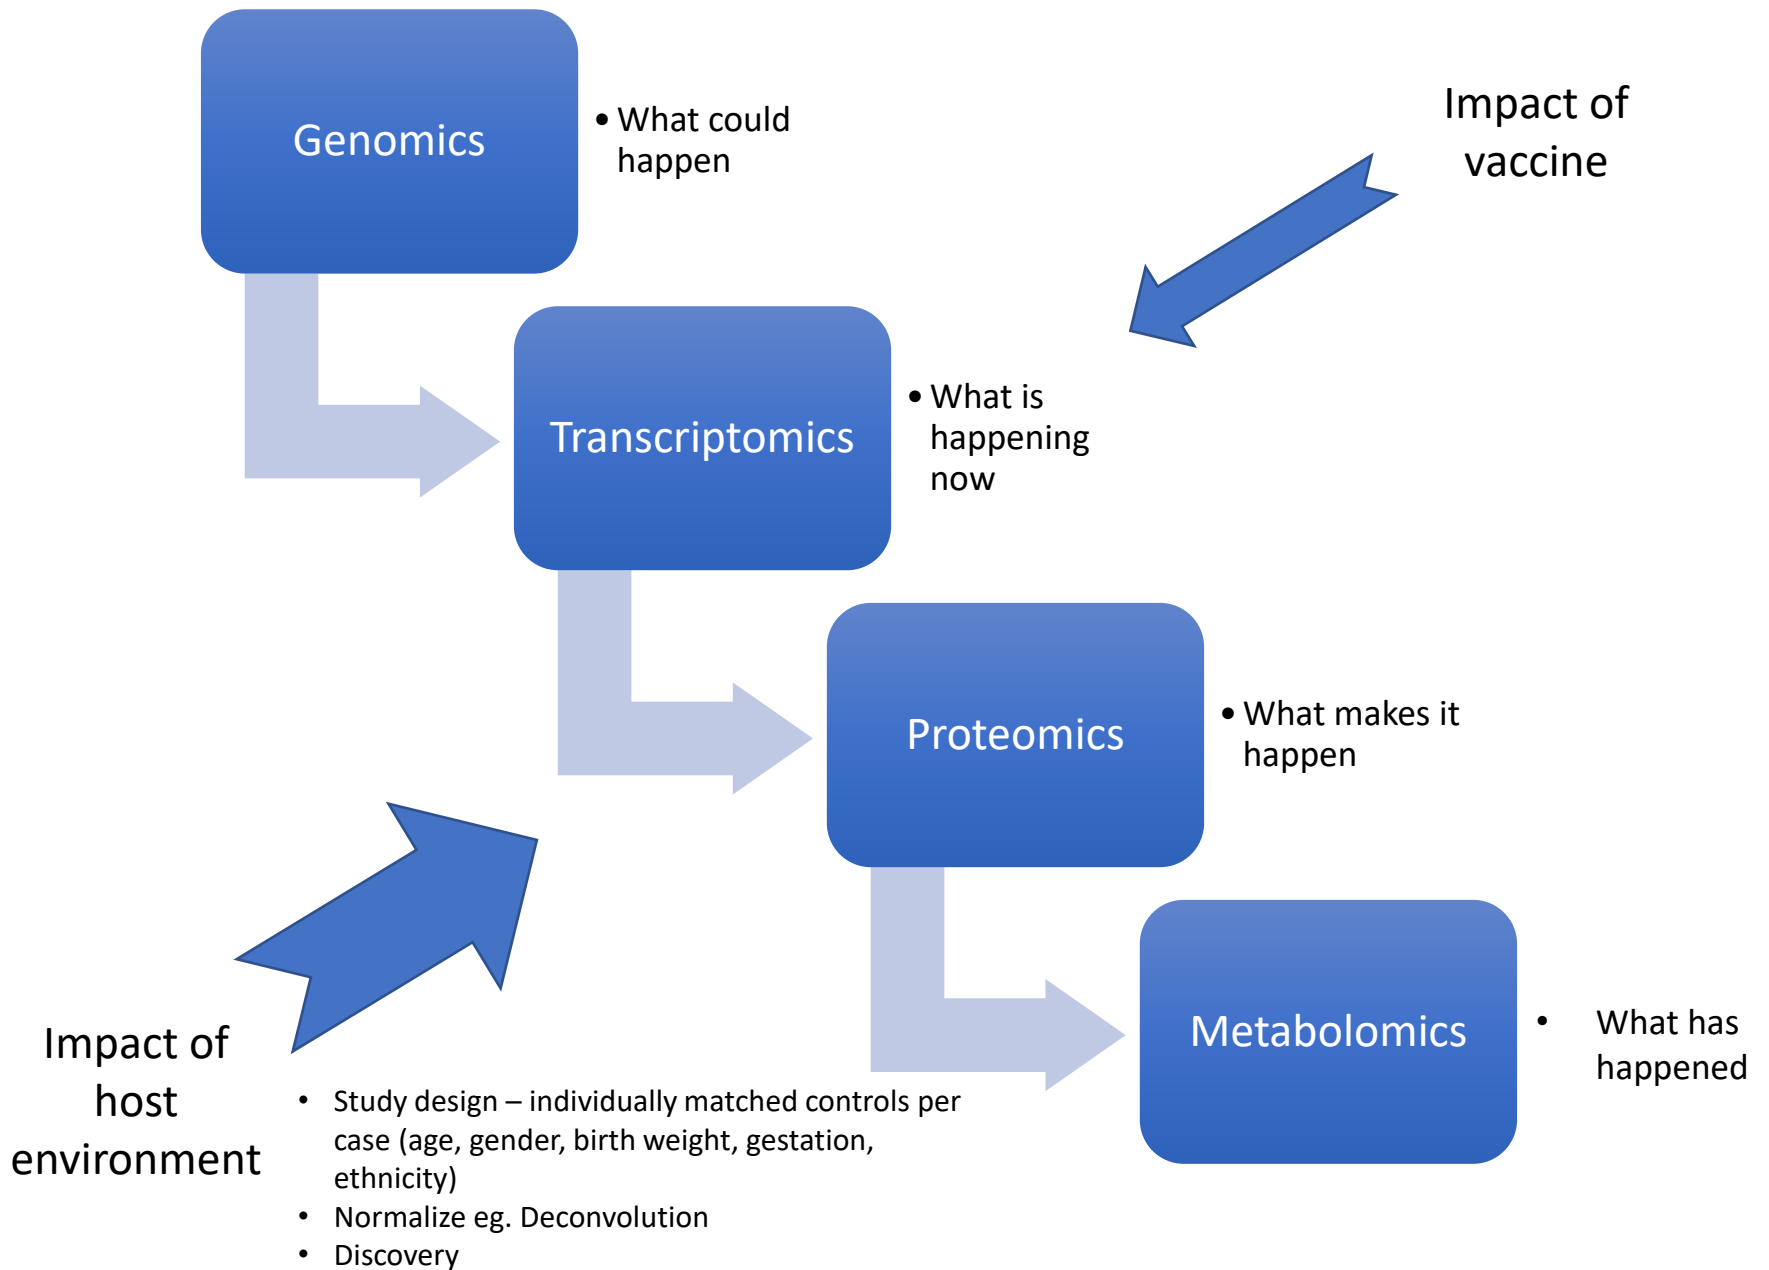 Genomics
• What could
happen
Impact of
vaccine
Transcriptomics
• What is
happening
now
Proteomics
• What makes it
happen
Metabolomics
• What has
happened
Impact of
host
environment
• Study design – individually matched controls per
case (age, gender, birth weight, gestation,
ethnicity)
• Normalize eg. Deconvolution
• Discovery